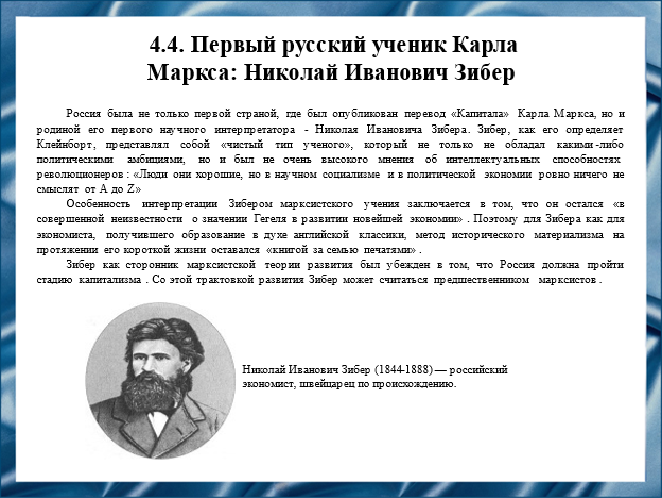 4.4. Первый русский ученик Карла
Маркса: Николай Иванович Зибер
Россия была не только первой страной, где был опубликован перевод «Капитала» Карла Маркса, но и
родиной его первого научного интерпретатора - Николая Ивановича Зибера. Зибер, как его определяет
Клейнборт, представлял собой «чистый тип ученого», который не только не обладал какими-либо
политическими амбициями, но и был не очень высокого мнения об интеллектуальных способностях
революционеров: «Люди они хорошие, но в научном социализме и в политической экономии ровно ничего не
смыслят от А до Z»
Особенность интерпретации Зибером марксистского учения заключается в том, что он остался «в
совершенной неизвестности о значении Гегеля в развитии новейшей экономии» . Поэтому для Зибера как для
экономиста, получившего образование в духе английской классики, метод исторического материализма на
протяжении его короткой жизни оставался «книгой за семью печатями» .
Зибер как сторонник марксистской теории развития был убежден в том, что Россия должна пройти
стадию капитализма . Со этой трактовкой развития Зибер может считаться предшественником марксистов .
Николай Иванович Зибер (1844-1888) — российский
экономист, швейцарец по происхождению.